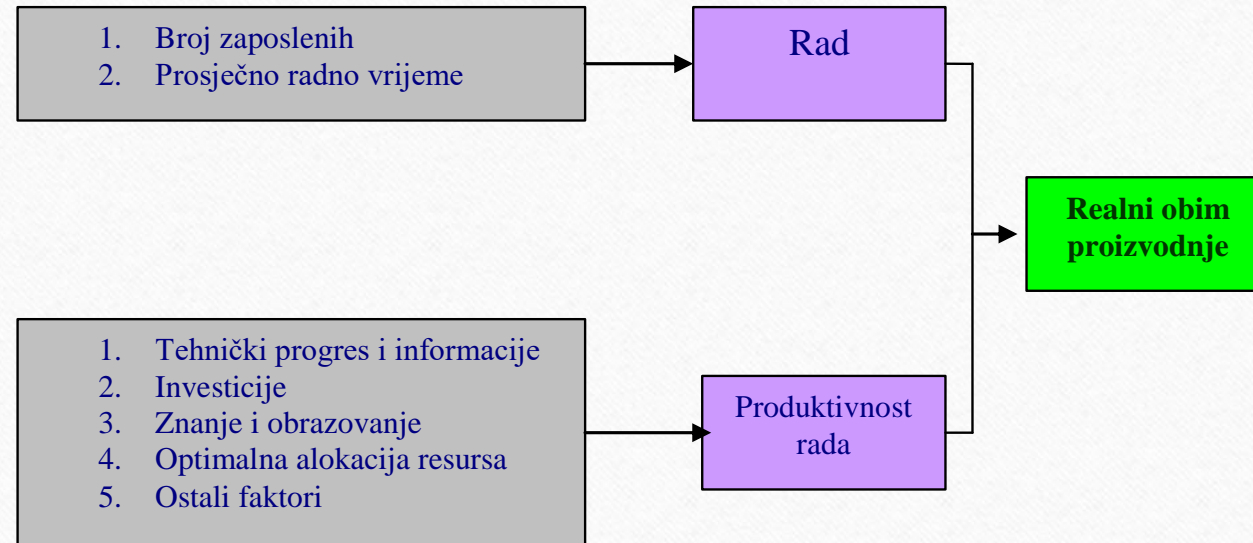 1. Broj zaposlenih
2. Prosječno radno vrijeme
Rad
Realni obim
proizvodnje
1. Tehnički progres i informacije
2. Investicije
3. Znanje i obrazovanje
4. Optimalna alokacija resursa
5. Ostali faktori
Produktivnost
rada